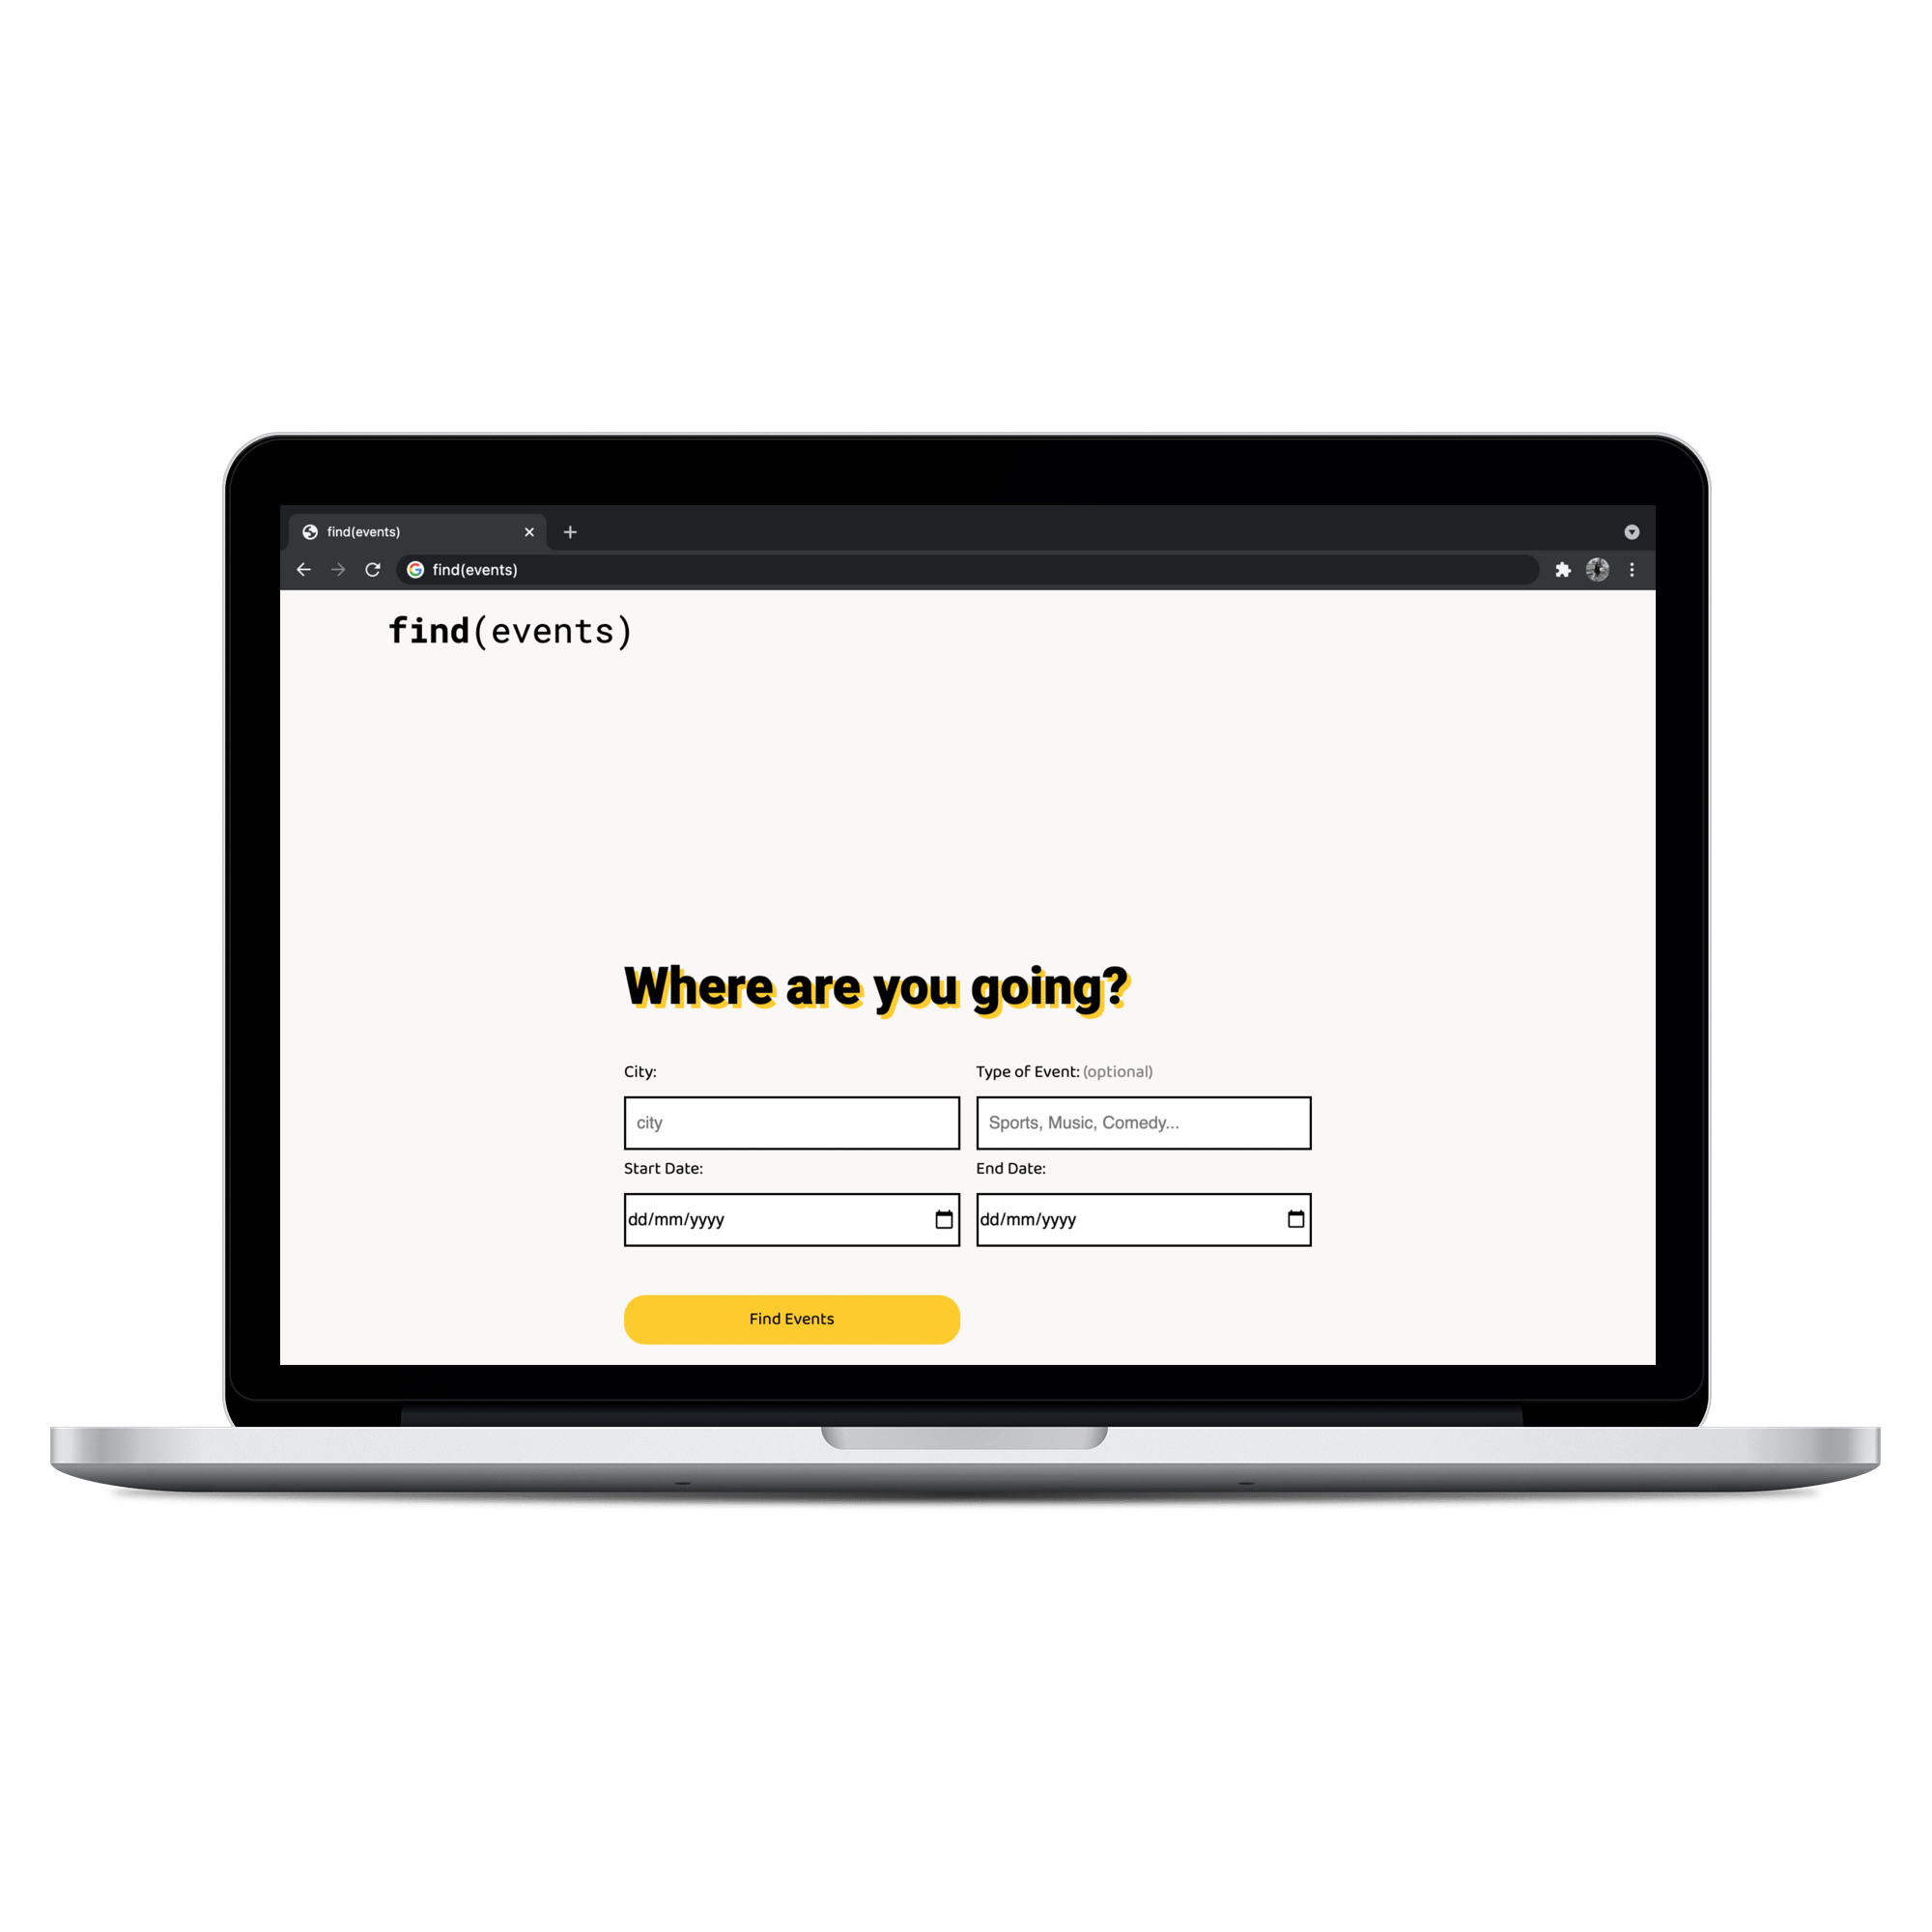 find(events)
find(events)
find(events)
Where are you going?
City: Type of Event: (optional)
city Sports, Music, Comedy...
Start Date: End Date:
dd/mm/yyyy dd/mm/yyyy
Find Events